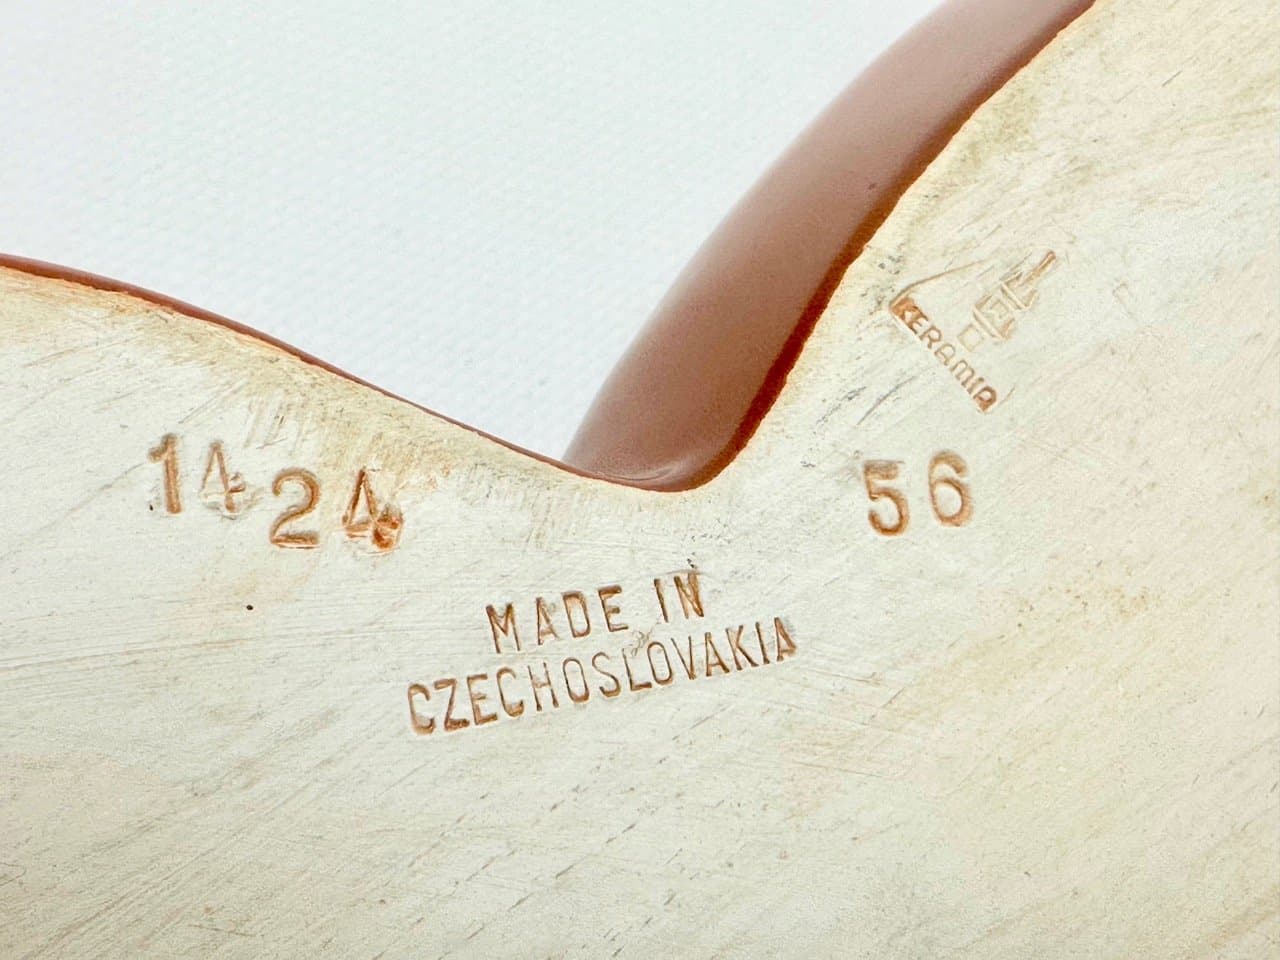 KERAMIA
1424
56
MADE IN
CZECHOSLOVAKIA